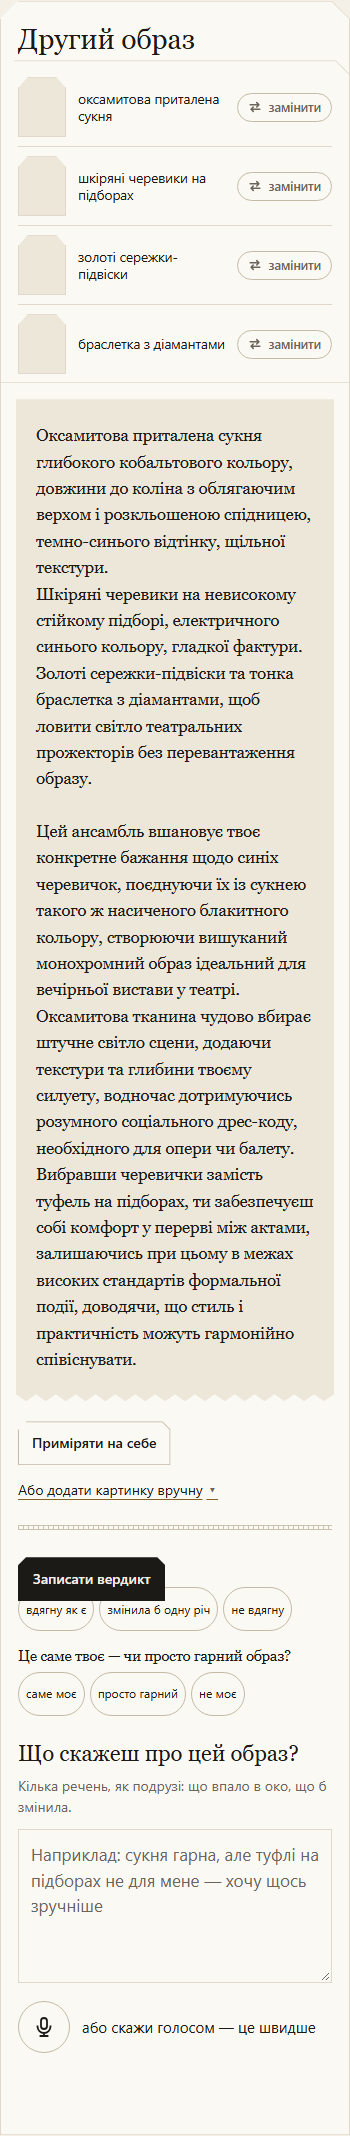 Другий образ
оксамитова приталена
сукня
замінити
шкіряні черевики на
підборах
замінити
золоті сережки-
підвіски
замінити
браслетка з діамантами
замінити
Оксамитова приталена сукня
глибокого кобальтового кольору,
довжини до коліна з облягаючим
верхом і розкльошеною спідницею,
темно-синього відтінку, щільної
текстури.
Шкіряні черевики на невисокому
стійкому підборі, електричного
синього кольору, гладкої фактури.
Золоті сережки-підвіски та тонка
браслетка з діамантами, щоб
ловити світло театральних
прожекторів без перевантаження
образу.
Цей ансамбль вшановує твоє
конкретне бажання щодо синіх
черевичок, поєднуючи їх із сукнею
такого ж насиченого блакитного
кольору, створюючи вишуканий
монохромний образ ідеальний для
вечірньої вистави у театрі.
Оксамитова тканина чудово вбирає
штучне світло сцени, додаючи
текстури та глибини твоєму
силуету, водночас дотримуючись
розумного соціального дрес-коду,
необхідного для опери чи балету.
Вибравши черевички замість
туфель на підборах, ти забезпечуєш
собі комфорт у перерві між актами,
залишаючись при цьому в межах
високих стандартів формальної
події, доводячи, що стиль і
практичність можуть гармонійно
співіснувати.
Приміряти на себе
Або додати картинку вручну
Записати вердикт
вдягну як є
змінила б одну річ
не вдягну
Це саме твоє — чи просто гарний образ?
саме моє
просто гарний
не моє
Що скажеш про цей образ?
Кілька речень, як подрузі: що впало в око, що б
змінила.
Наприклад: сукня гарна, але туфлі на
підборах не для мене — хочу щось
зручніше
або скажи голосом — це швидше